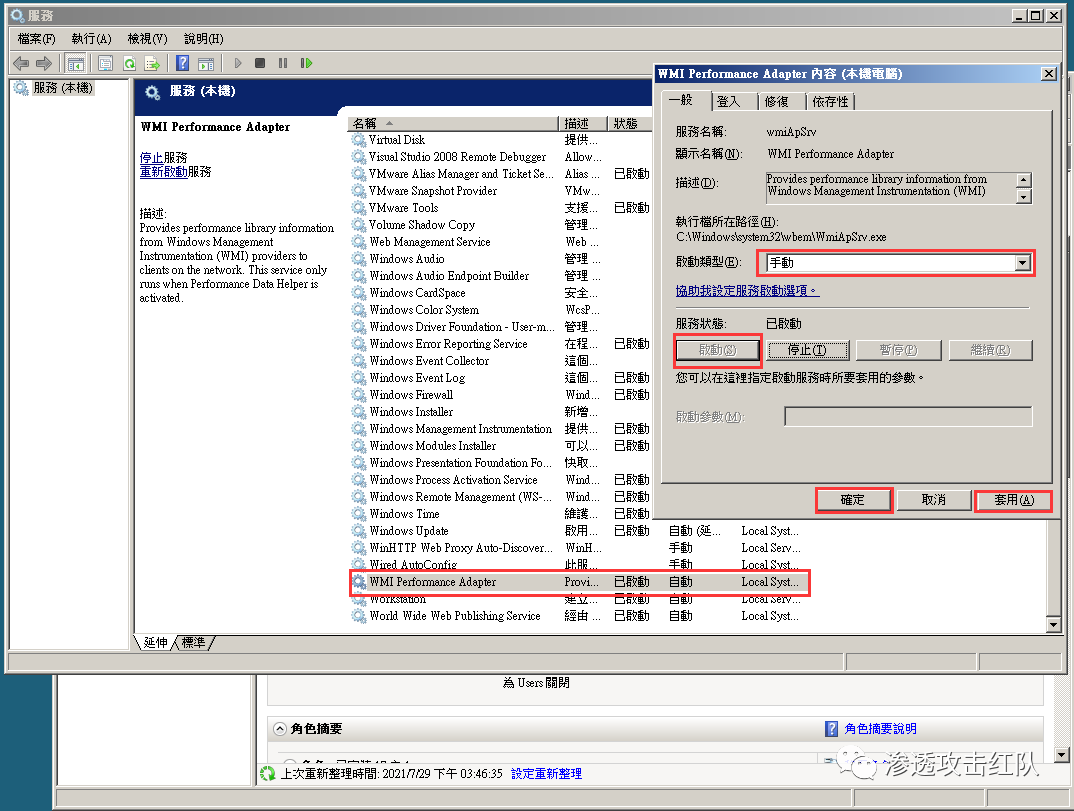 服務
檔案(F) 執行(A) 檢視(V) 說明(H)
服務 (本機)
服務 (本機)
WMI Performance Adapter
停止服務
重新啟動服務
描述:
Provides performance library information
from Windows Management
Instrumentation (WMI) providers to
clients on the network. This service only
runs when Performance Data Helper is
activated.
名稱 描述 狀態
Virtual Disk 提供...
Visual Studio 2008 Remote Debugger Allow...
VMware Alias Manager and Ticket Se... Alias ... 已啟動
VMware Snapshot Provider VMw...
VMware Tools 支援... 已啟動
Volume Shadow Copy 管理...
Web Management Service Web ...
Windows Audio 管理 ...
Windows Audio Endpoint Builder 管理 ...
Windows CardSpace 安全...
Windows Color System WcsP...
Windows Driver Foundation - User-m... 管理...
Windows Error Reporting Service 在程... 已啟動
Windows Event Collector 這個...
Windows Event Log 這個... 已啟動
Windows Firewall Wind... 已啟動
Windows Installer 新增...
Windows Management Instrumentation 提供... 已啟動
Windows Modules Installer 可以... 已啟動
Windows Presentation Foundation Fo... 快取...
Windows Process Activation Service Wind... 已啟動
Windows Remote Management (WS-... Wind... 已啟動
Windows Time 維護... 已啟動
Windows Update 啟用... 已啟動 自動 (延... Local Syst...
WinHTTP Web Proxy Auto-Discover... WinH... 手動 Local Serv...
Wired AutoConfig 此服... 手動 Local Syst...
WMI Performance Adapter Provi... 已啟動 自動 Local Syst...
Workstation 建立... 已啟動 自動 Local Serv...
World Wide Web Publishing Service 經由 ... 已啟動 自動 Local Syst...
延伸 標準
WMI Performance Adapter 內容 (本機電腦)
一般 登入 修復 依存性
服務名稱: wmiApSrv
顯示名稱(N): WMI Performance Adapter
描述(D): Provides performance library information from
Windows Management Instrumentation (WMI)
執行檔所在路徑(H):
C:\Windows\system32\wbem\WmiApSrv.exe
啟動類型(E): 手動
協助我設定服務啟動選項。
服務狀態: 已啟動
啟動(S) 停止(T) 暫停(P) 繼續(R)
您可以在這裡指定啟動服務時所要套用的參數。
啟動參數(M):
確定 取消 套用(A)
為 Users 關閉
角色摘要 角色摘要說明
上次重新整理時間: 2021/7/29 下午 03:46:35 設定重新整理
渗透攻击红队